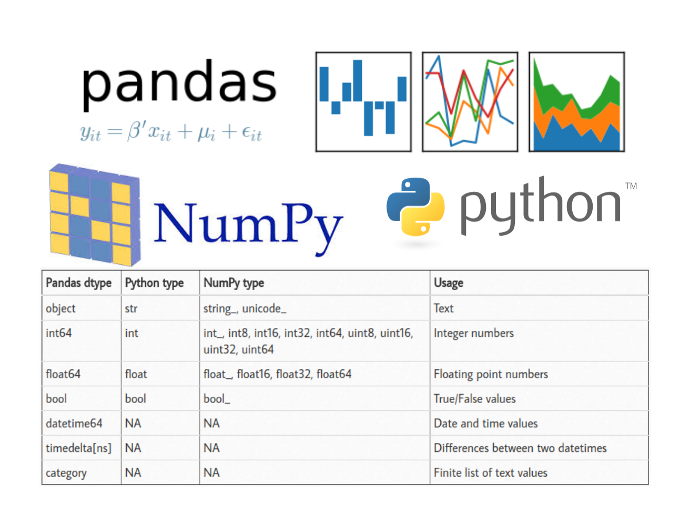 pandas
y_{it} = β′x_{it} + μ_i + ϵ_{it}
NumPy
python™
Pandas dtype Python type NumPy type Usage
object str string_, unicode_ Text
int64 int int_, int8, int16, int32, int64, uint8, uint16, Integer numbers
uint32, uint64
float64 float float_, float16, float32, float64 Floating point numbers
bool bool bool_ True/False values
datetime64 NA NA Date and time values
timedelta[ns] NA NA Differences between two datetimes
category NA NA Finite list of text values